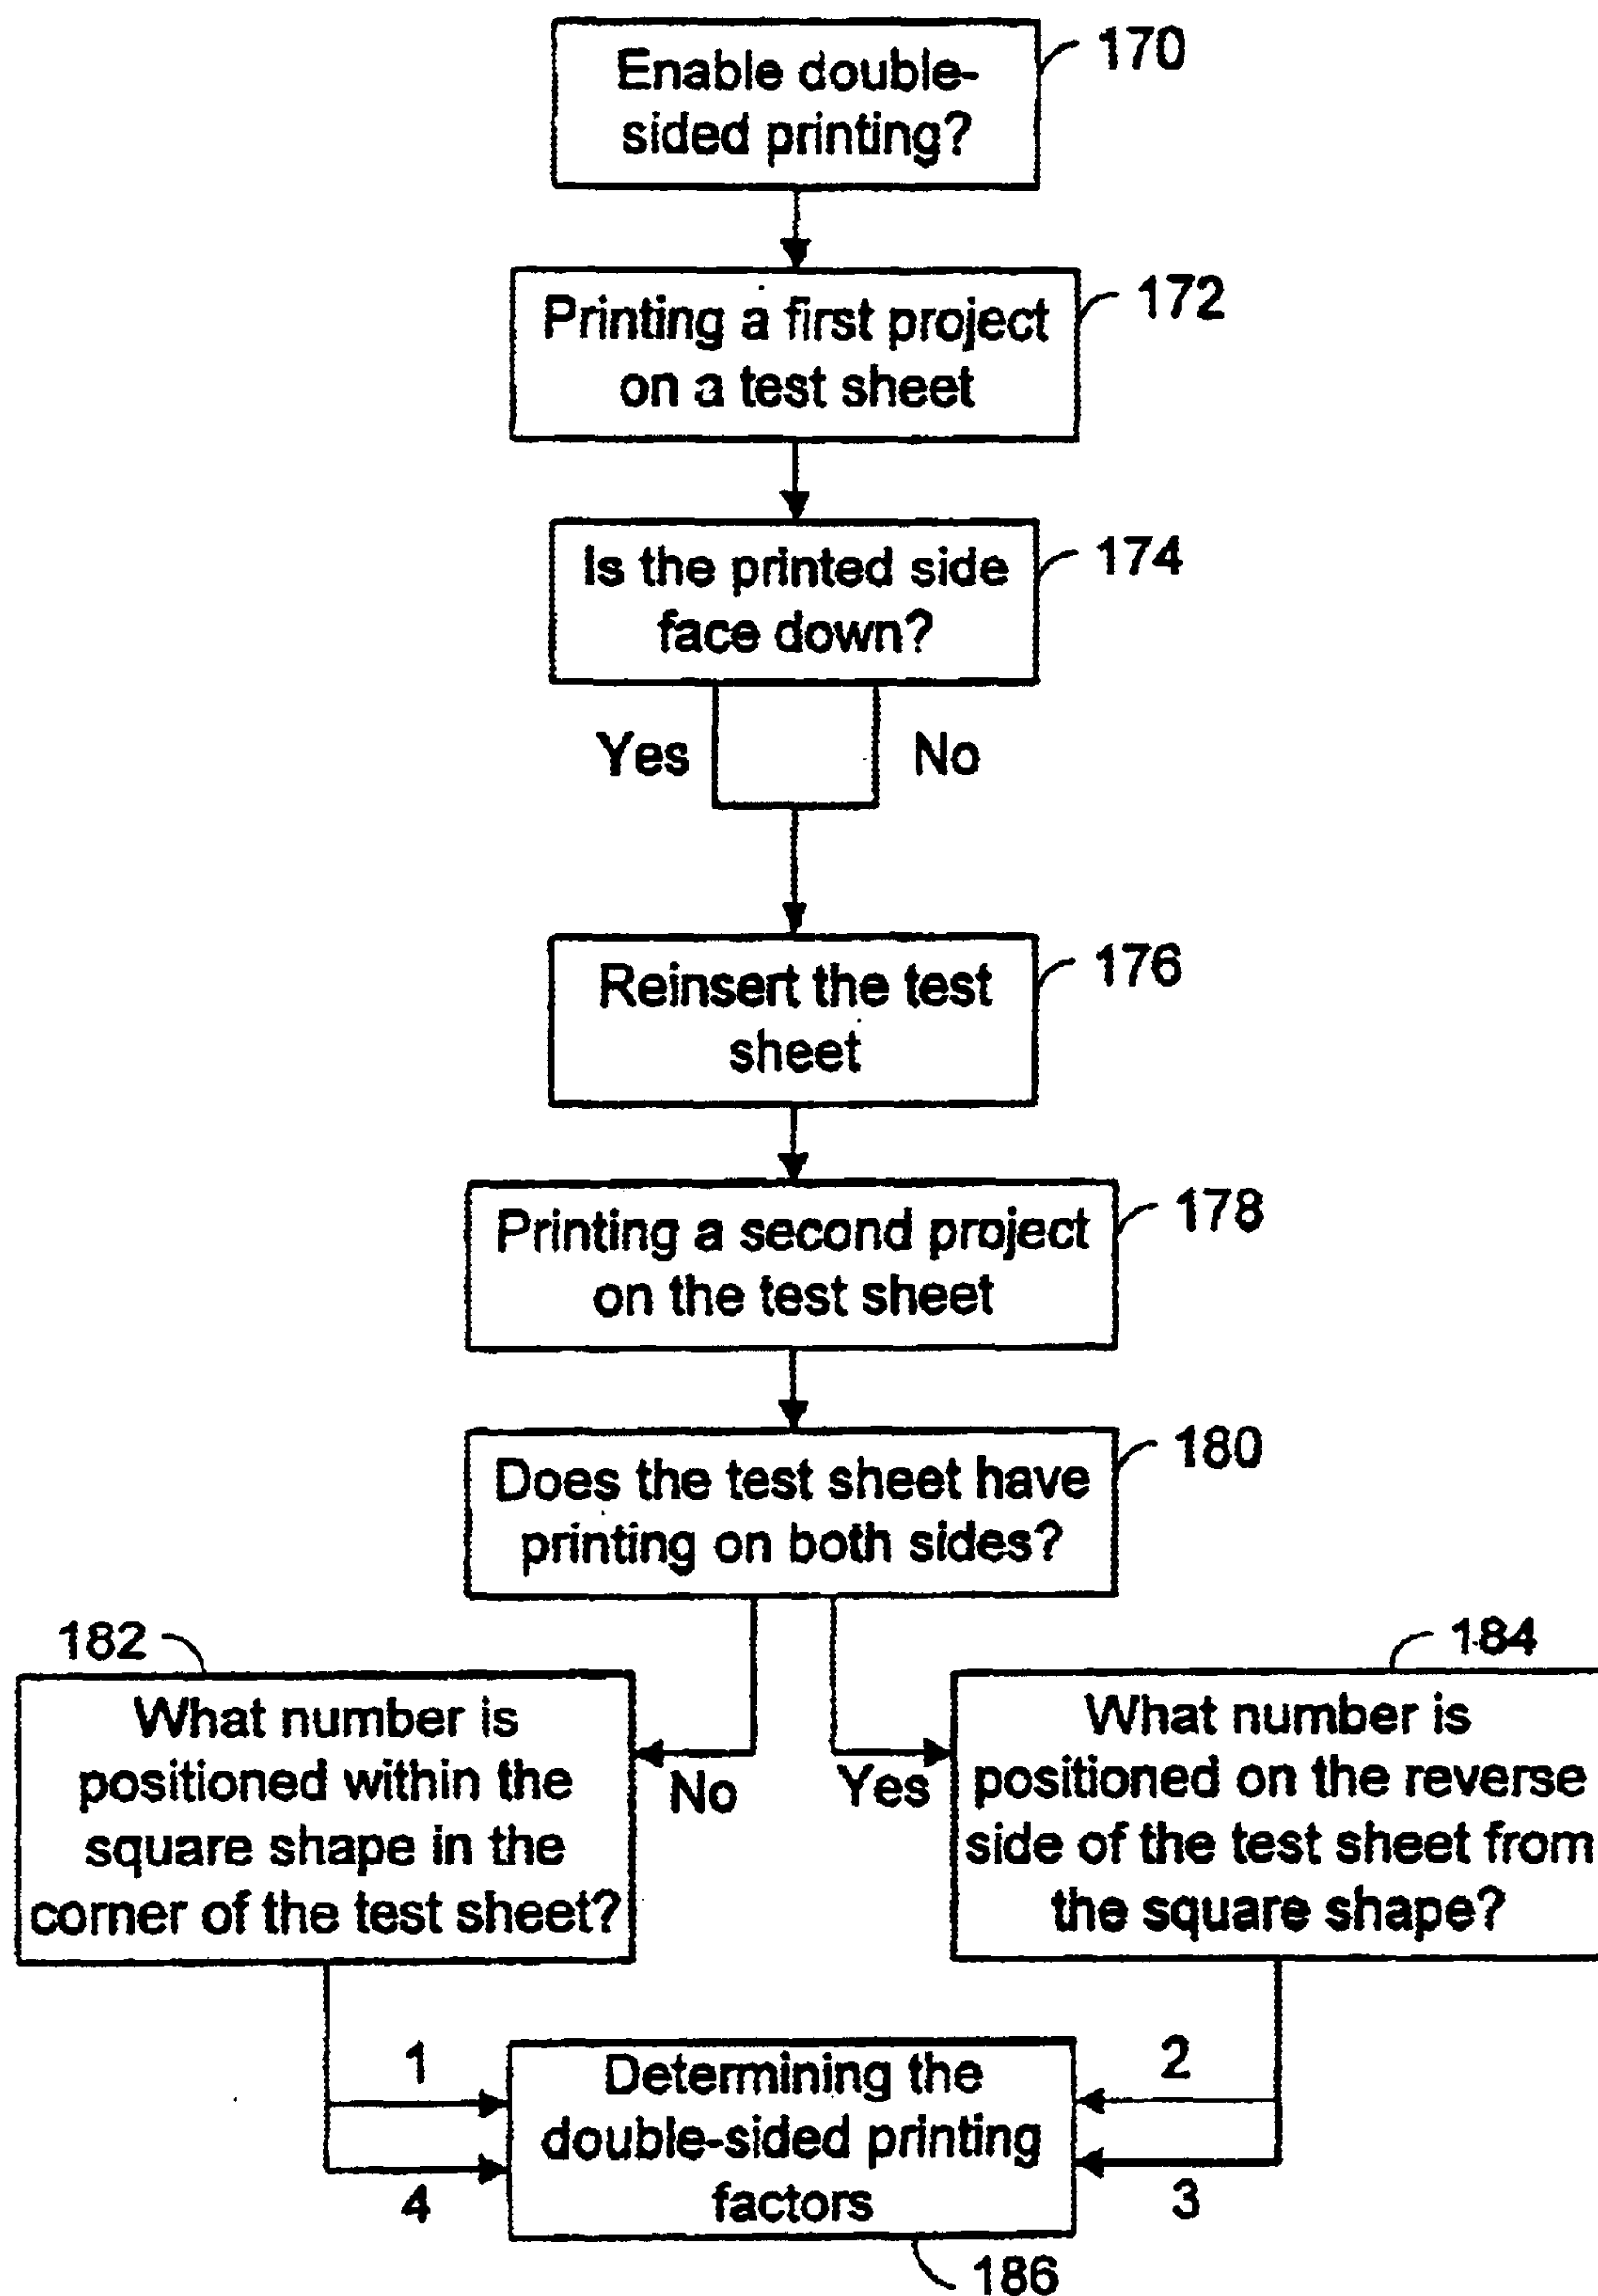 Enable double-
sided printing?
170
Printing a first project
on a test sheet
172
Is the printed side
face down?
174
Yes
No
Reinsert the test
sheet
176
Printing a second project
on the test sheet
178
Does the test sheet have
printing on both sides?
180
No
Yes
182
What number is
positioned within the
square shape in the
corner of the test sheet?
184
What number is
positioned on the reverse
side of the test sheet from
the square shape?
1
4
2
3
Determining the
double-sided printing
factors
186